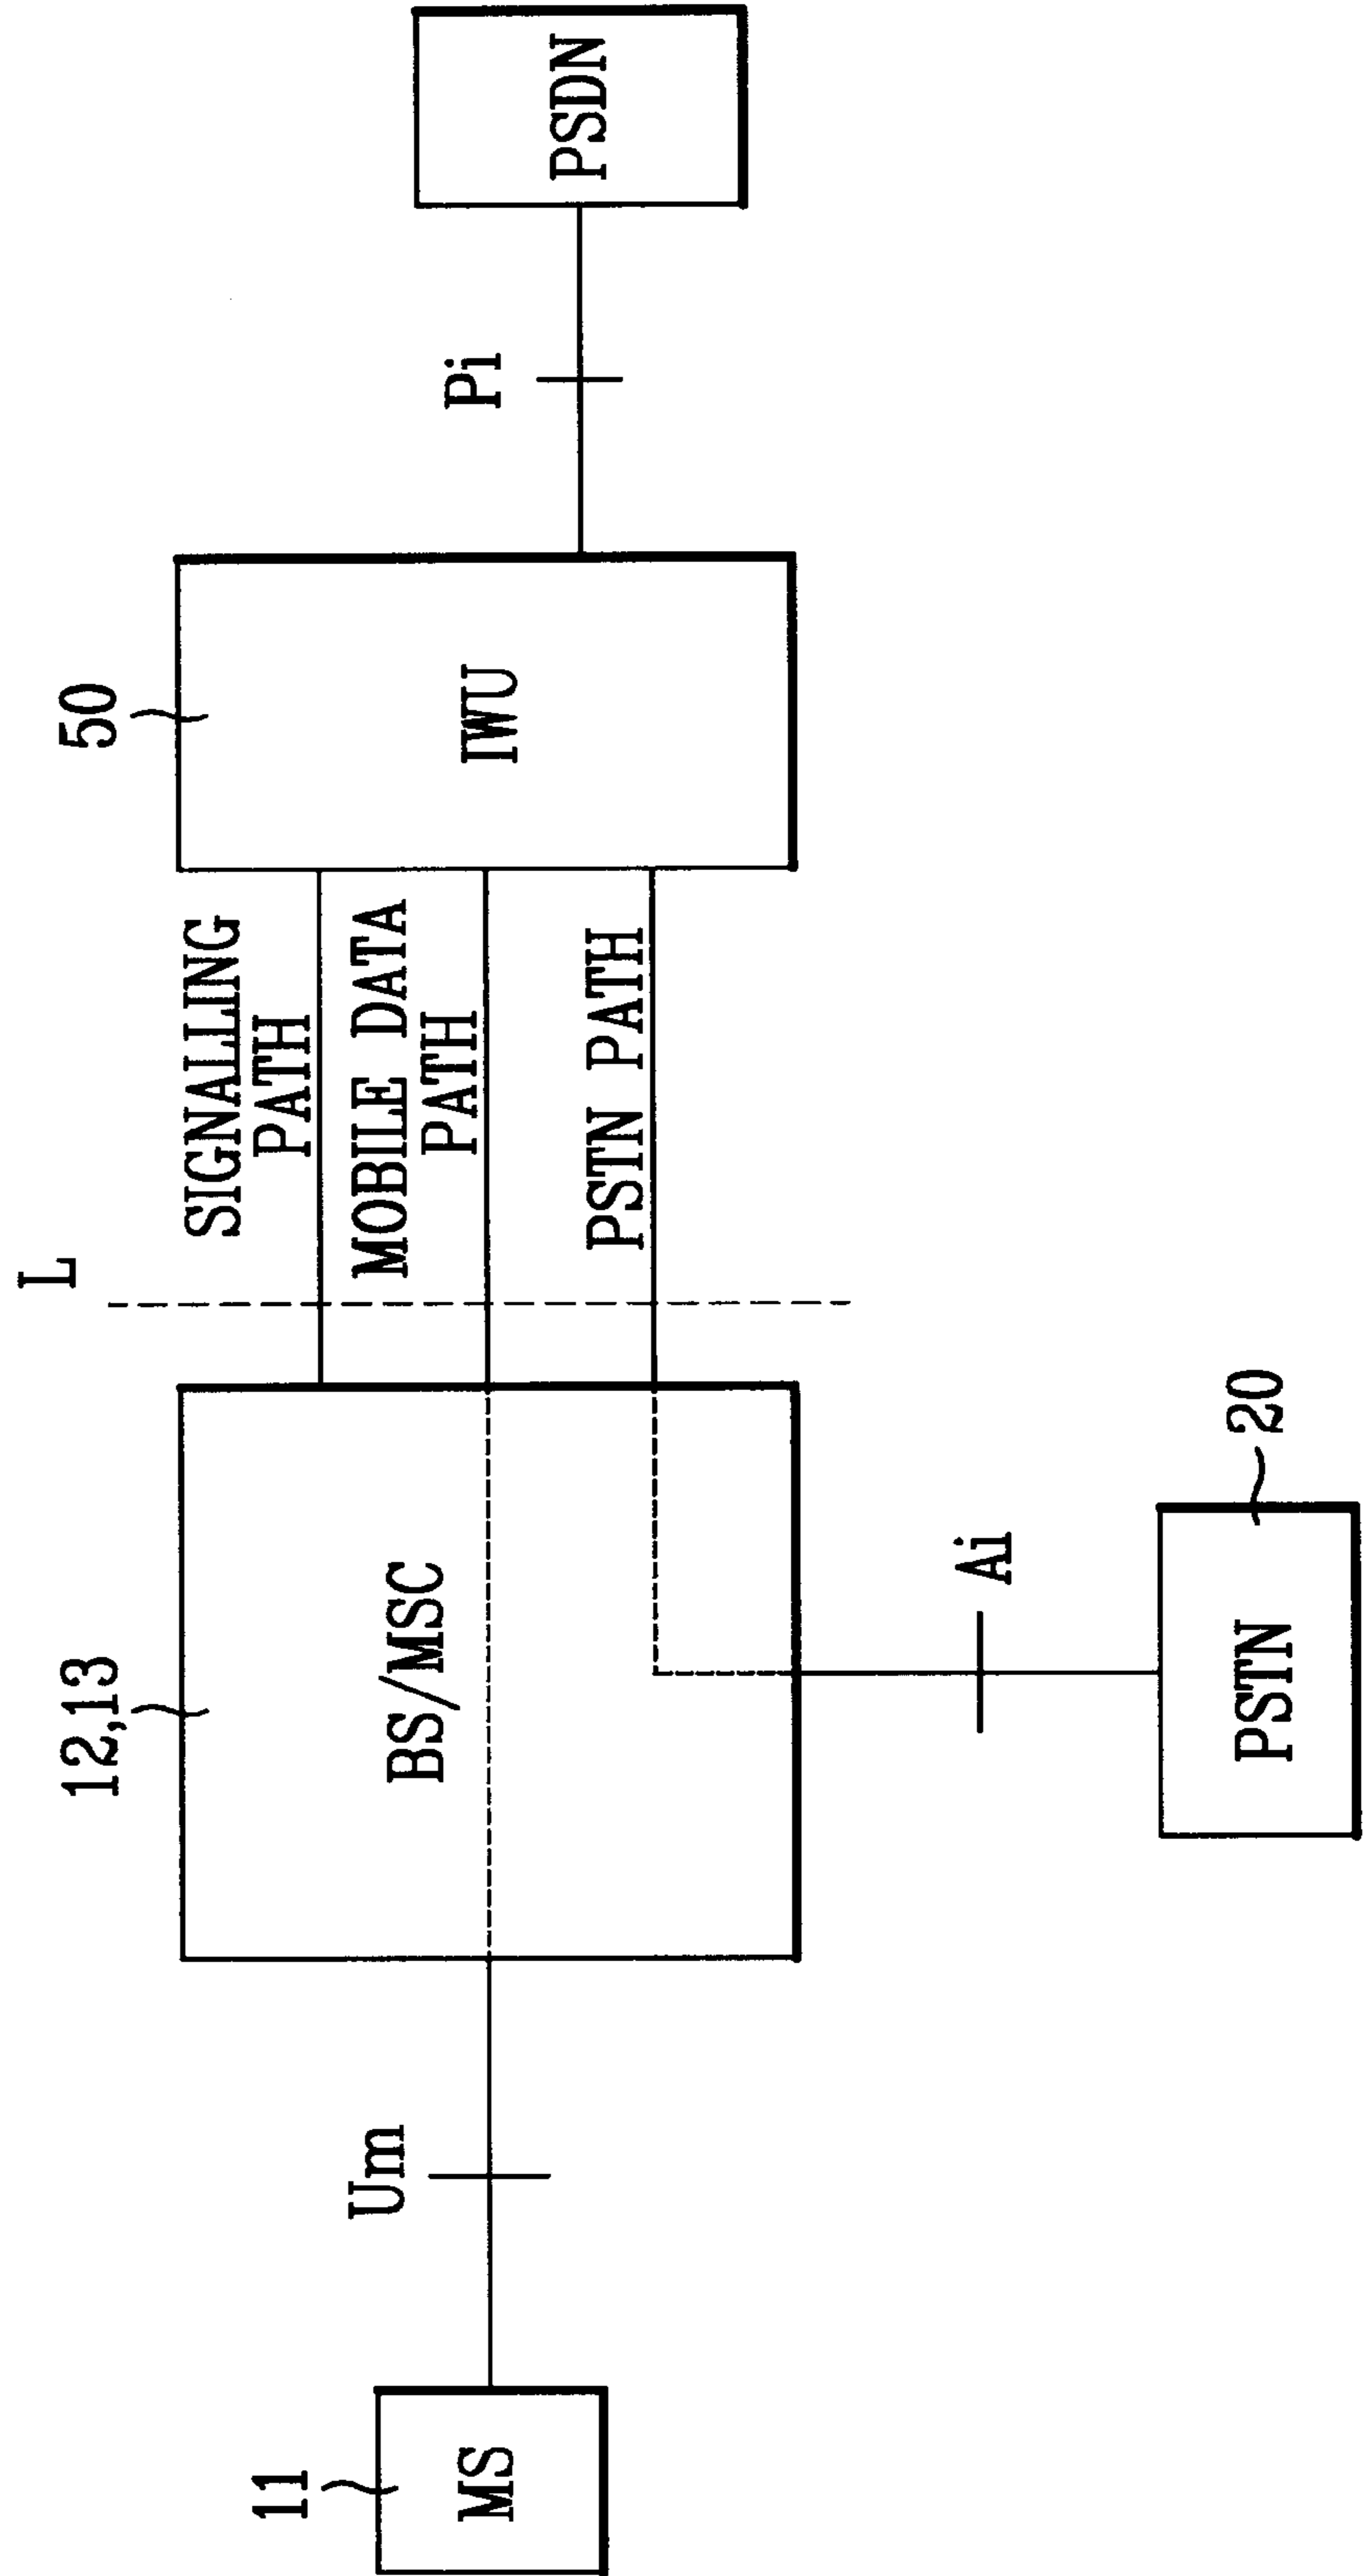 L
12,13
50
SIGNALLING
PATH
11
Um
MOBILE DATA
PATH
Pi
MS
BS/MSC
IWU
PSDN
PSTN PATH
Ai
PSTN
20